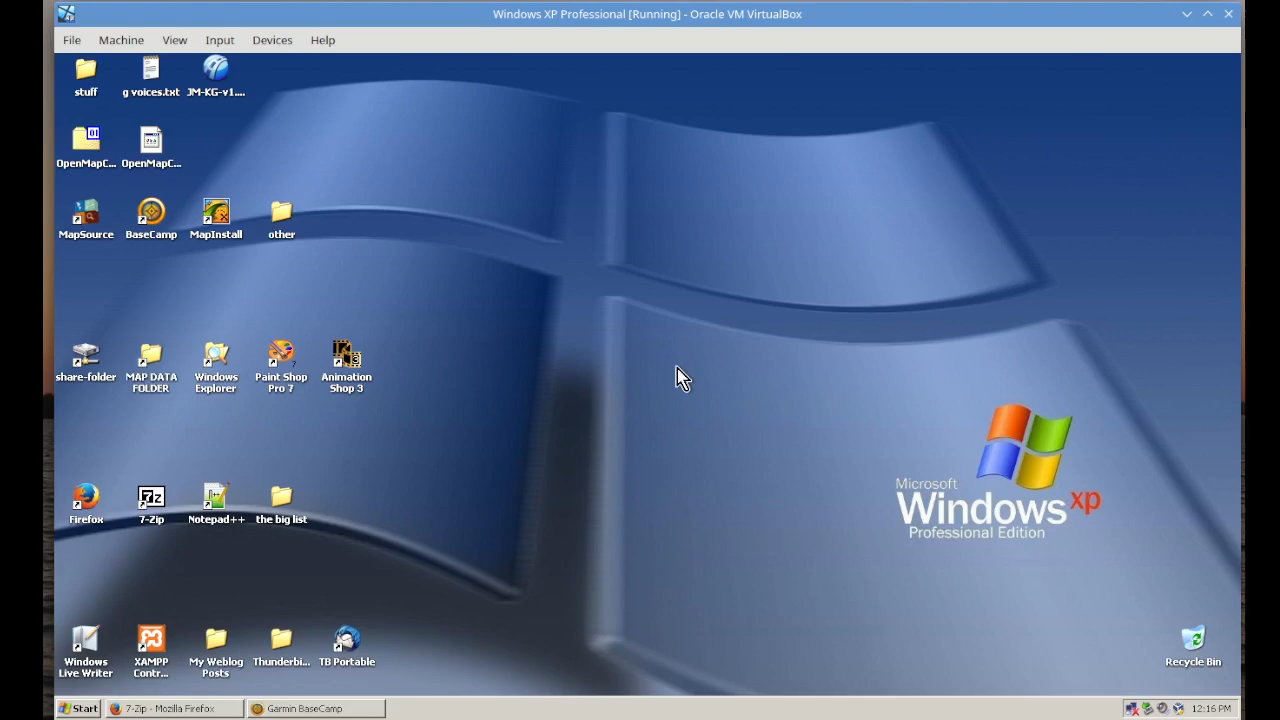 Windows XP Professional [Running] - Oracle VM VirtualBox
File Machine View Input Devices Help
stuff g voices.txt JM-KG-v1....
OpenMapC... OpenMapC...
MapSource BaseCamp MapInstall other
share-folder MAP DATA FOLDER Windows Explorer Paint Shop Pro 7 Animation Shop 3
Microsoft
Windows xp
Professional Edition
Firefox 7-Zip Notepad++ the big list
Windows Live Writer XAMPP Contr... My Weblog Posts Thunderbi... TB Portable
Recycle Bin
Start 7-Zip - Mozilla Firefox Garmin BaseCamp 12:16 PM